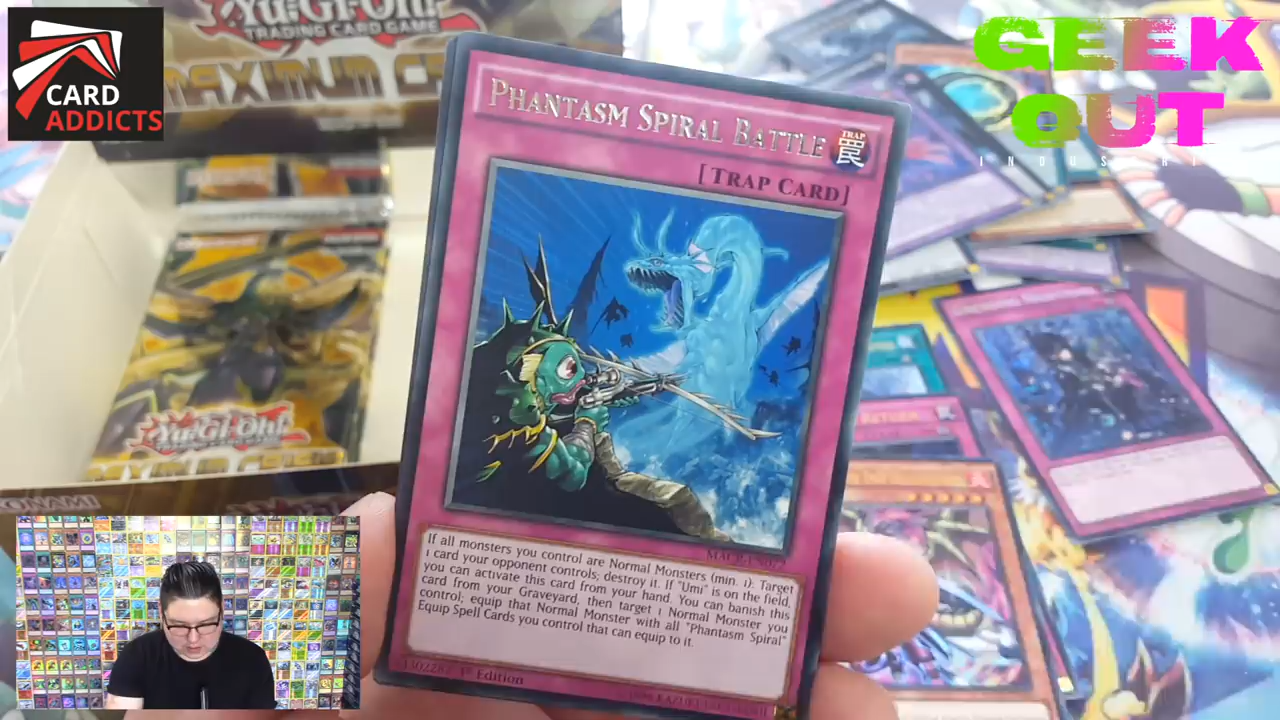 Yu-Gi-Oh!
TRADING CARD GAME
MAXIMUM CR
CARD
ADDICTS
GEEK
OUT
PHANTASM SPIRAL BATTLE
TRAP
罠
[TRAP CARD]
If all monsters you control are Normal Monsters (min. 1): Target
1 card your opponent controls; destroy it. If "Umi" is on the field,
you can activate this card from your hand. You can banish this
card from your Graveyard, then target 1 Normal Monster you
control; equip that Normal Monster with all "Phantasm Spiral"
Equip Spell Cards you control that can equip to it.
1st Edition
Yu-Gi-Oh!
KONAMI